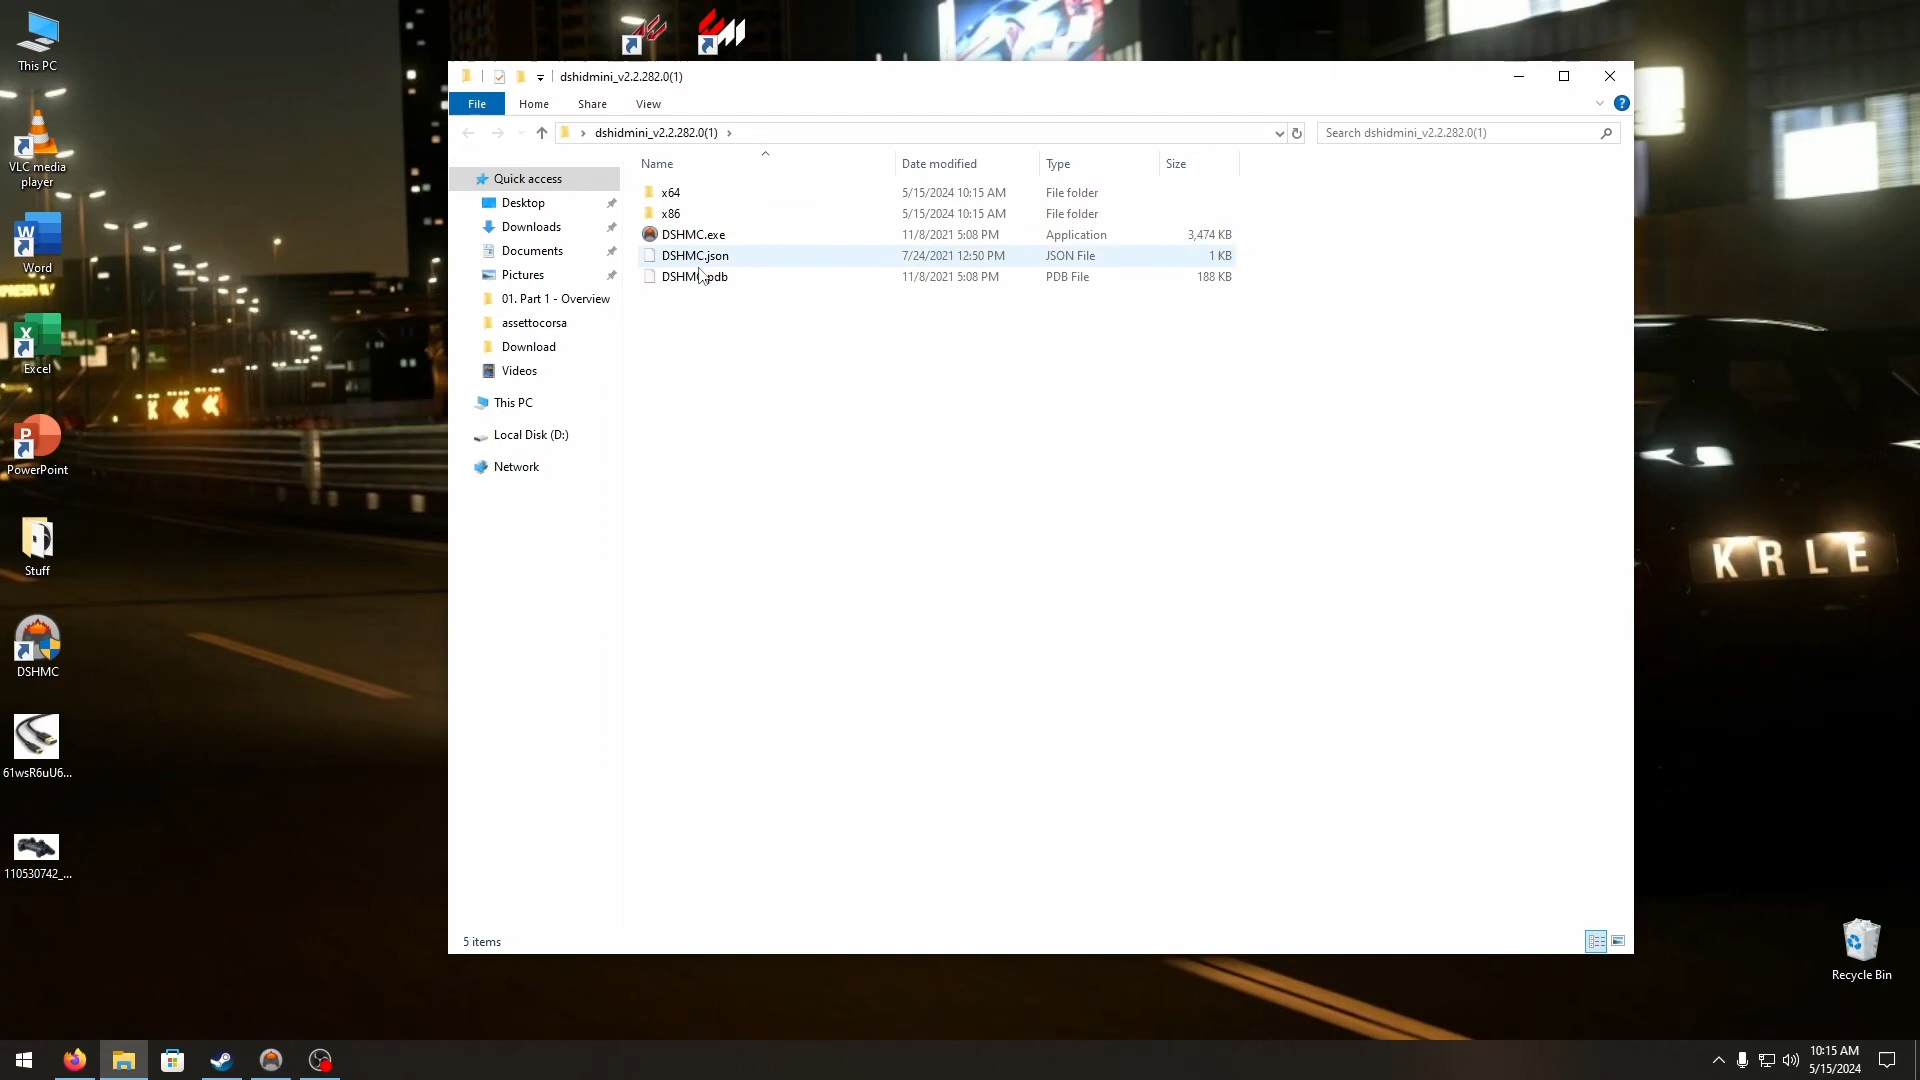 This PC
VLC media
player
Word
Excel
PowerPoint
Stuff
DSHMC
61wsR6uU6...
110530742_...
Recycle Bin
KRLE
dshidmini_v2.2.282.0(1)
File
Home
Share
View
dshidmini_v2.2.282.0(1)
Search dshidmini_v2.2.282.0(1)
Quick access
Desktop
Downloads
Documents
Pictures
01. Part 1 - Overview
assettocorsa
Download
Videos
This PC
Local Disk (D:)
Network
Name Date modified Type Size
x64 5/15/2024 10:15 AM File folder
x86 5/15/2024 10:15 AM File folder
DSHMC.exe 11/8/2021 5:08 PM Application 3,474 KB
DSHMC.json 7/24/2021 12:50 PM JSON File 1 KB
DSHMC.pdb 11/8/2021 5:08 PM PDB File 188 KB
5 items
10:15 AM
5/15/2024